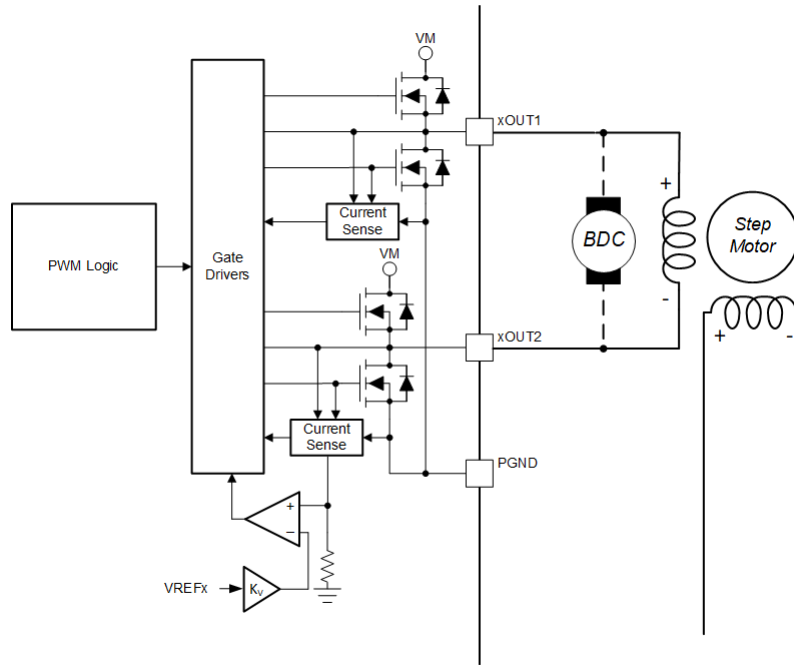 VM
xOUT1
Current
Sense
+
Step
Motor
BDC
PWM Logic
Gate
Drivers
VM
-
+
-
xOUT2
Current
Sense
PGND
+
−
VREFx
KV